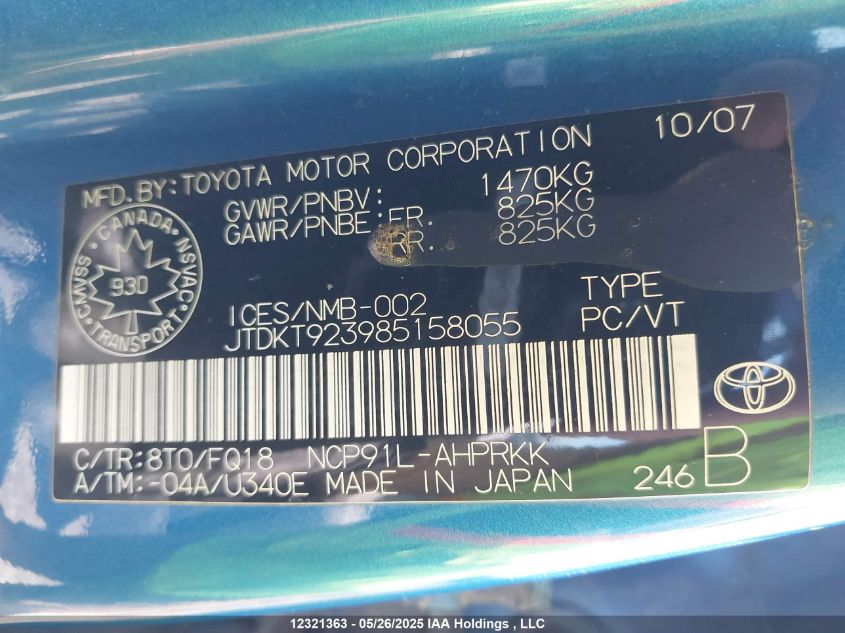 10/07
MFD.BY:TOYOTA MOTOR CORPORATION
GVWR/PNBV: 1470KG
GAWR/PNBE:FR. 825KG
RR. 825KG
CANADA
CMVSS 930 NSVAC
TRANSPORT
ICES/NMB-002 TYPE
JTDKT923985158055 PC/VT
C/TR:8T0/FQ18 NCP91L-AHPRKK
A/TM:-04A/U340E MADE IN JAPAN 246 B
12321363 - 05/26/2025 IAA Holdings , LLC